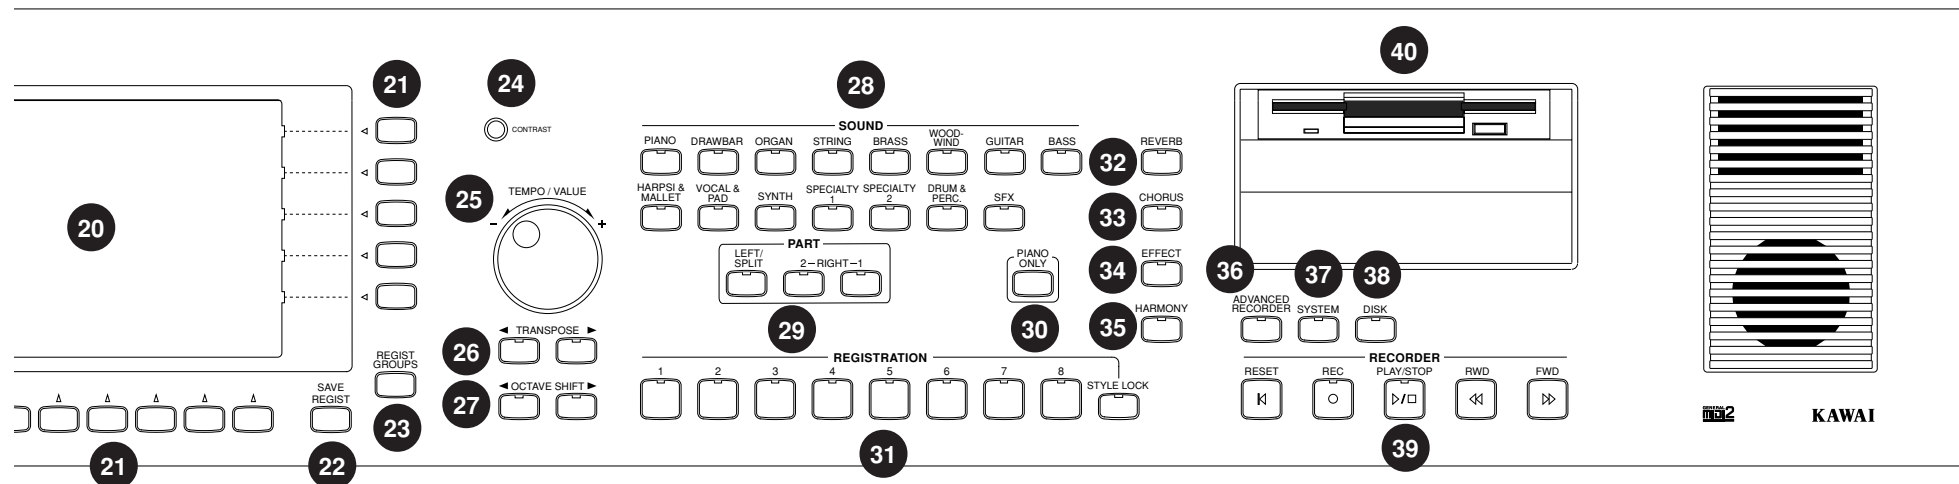 40
21
24
28
CONTRAST
SOUND
PIANO DRAWBAR ORGAN STRING BRASS WOOD-
WIND GUITAR BASS
32
REVERB
25
TEMPO / VALUE
HARPSI &
MALLET
VOCAL &
PAD
SYNTH
SPECIALTY
1
SPECIALTY
2
DRUM &
PERC.
SFX
33
CHORUS
20
− +
PART
LEFT/
SPLIT
2–RIGHT–1
PIANO
ONLY
34
EFFECT
36
37
38
29
30
35
HARMONY
ADVANCED
RECORDER
SYSTEM
DISK
26
◄ TRANSPOSE ►
REGIST
GROUPS
REGISTRATION
1 2 3 4 5 6 7 8
STYLE LOCK
RECORDER
RESET REC PLAY/STOP RWD FWD
27
◄ OCTAVE SHIFT ►
SAVE
REGIST
23
31
39
21
22
GENERAL
MIDI2
KAWAI